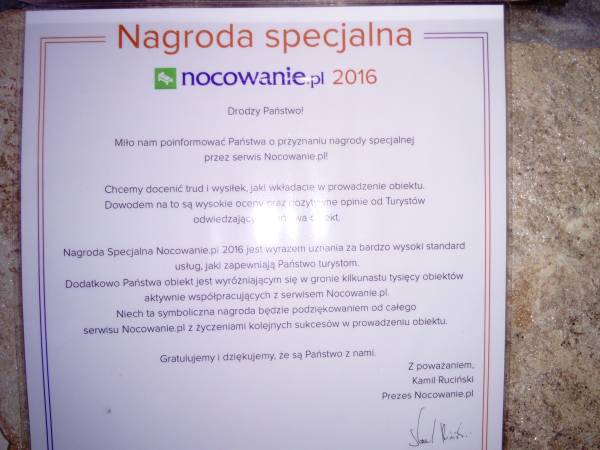 Nagroda specjalna
nocowanie.pl 2016
Drodzy Państwo!
Miło nam poinformować Państwa o przyznaniu nagrody specjalnej
przez serwis Nocowanie.pl!
Chcemy docenić trud i wysiłek, jaki wkładacie w prowadzenie obiektu.
Dowodem na to są wysokie oceny oraz pozytywne opinie od Turystów
odwiedzających Państwa obiekt.
Nagroda Specjalna Nocowanie.pl 2016 jest wyrazem uznania za bardzo wysoki standard
usług, jaki zapewniają Państwo turystom.
Dodatkowo Państwa obiekt jest wyróżniającym się w gronie kilkunastu tysięcy obiektów
aktywnie współpracujących z serwisem Nocowanie.pl.
Niech ta symboliczna nagroda będzie podziękowaniem od całego
serwisu Nocowanie.pl z życzeniami kolejnych sukcesów w prowadzeniu obiektu.
Gratulujemy i dziękujemy, że są Państwo z nami.
Z poważaniem,
Kamil Ruciński
Prezes Nocowanie.pl